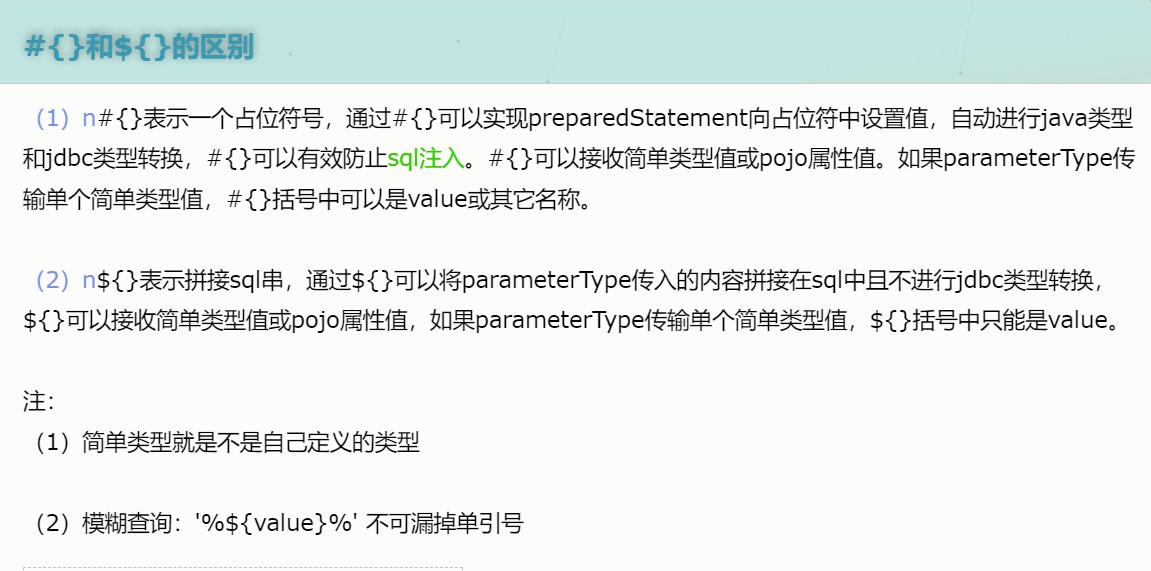 #{}和${}的区别
（1）n#{}表示一个占位符号，通过#{}可以实现preparedStatement向占位符中设置值，自动进行java类型
和jdbc类型转换，#{}可以有效防止sql注入。#{}可以接收简单类型值或pojo属性值。如果parameterType传
输单个简单类型值，#{}括号中可以是value或其它名称。
（2）n${}表示拼接sql串，通过${}可以将parameterType传入的内容拼接在sql中且不进行jdbc类型转换，
${}可以接收简单类型值或pojo属性值，如果parameterType传输单个简单类型值，${}括号中只能是value。
注：
（1）简单类型就是不是自己定义的类型
（2）模糊查询：'%${value}%' 不可漏掉单引号